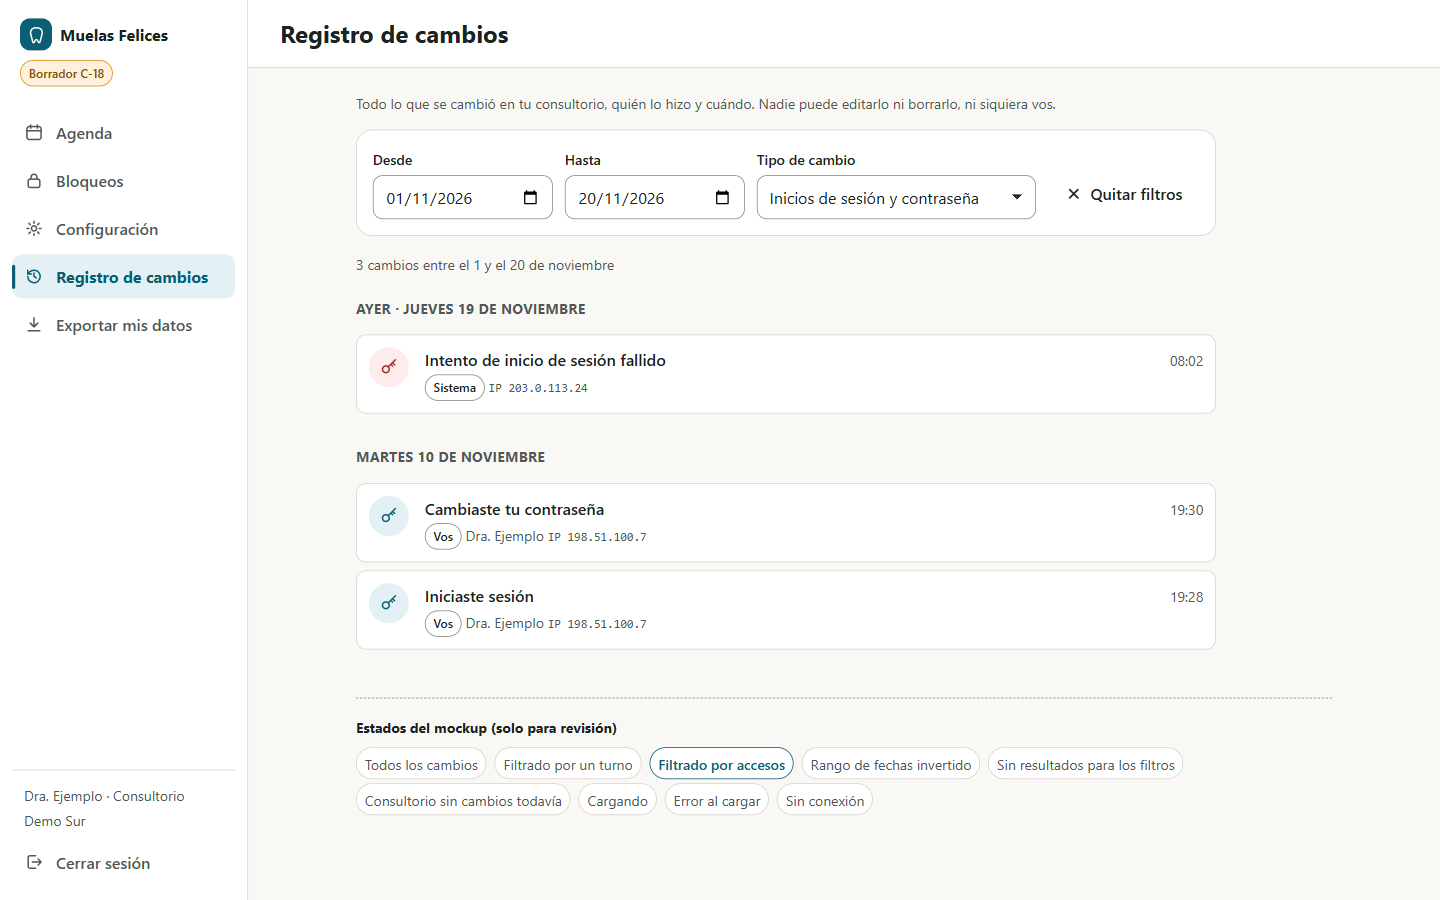 Muelas Felices
Borrador C-18
Agenda
Bloqueos
Configuración
Registro de cambios
Exportar mis datos
Dra. Ejemplo · Consultorio
Demo Sur
Cerrar sesión
Registro de cambios
Todo lo que se cambió en tu consultorio, quién lo hizo y cuándo. Nadie puede editarlo ni borrarlo, ni siquiera vos.
Desde Hasta Tipo de cambio
01/11/2026 20/11/2026 Inicios de sesión y contraseña Quitar filtros
3 cambios entre el 1 y el 20 de noviembre
AYER · JUEVES 19 DE NOVIEMBRE
Intento de inicio de sesión fallido 08:02
Sistema IP 203.0.113.24
MARTES 10 DE NOVIEMBRE
Cambiaste tu contraseña 19:30
Vos Dra. Ejemplo IP 198.51.100.7
Iniciaste sesión 19:28
Vos Dra. Ejemplo IP 198.51.100.7
Estados del mockup (solo para revisión)
Todos los cambios Filtrado por un turno Filtrado por accesos Rango de fechas invertido Sin resultados para los filtros
Consultorio sin cambios todavía Cargando Error al cargar Sin conexión